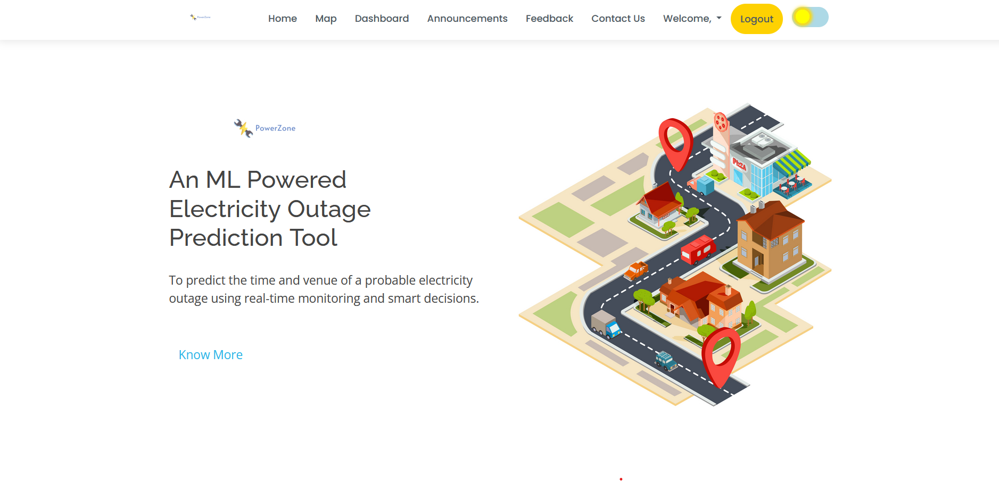 PowerZone
Home Map Dashboard Announcements Feedback Contact Us Welcome, Logout
PowerZone
An ML Powered
Electricity Outage
Prediction Tool
To predict the time and venue of a probable electricity
outage using real-time monitoring and smart decisions.
Know More
PizzA